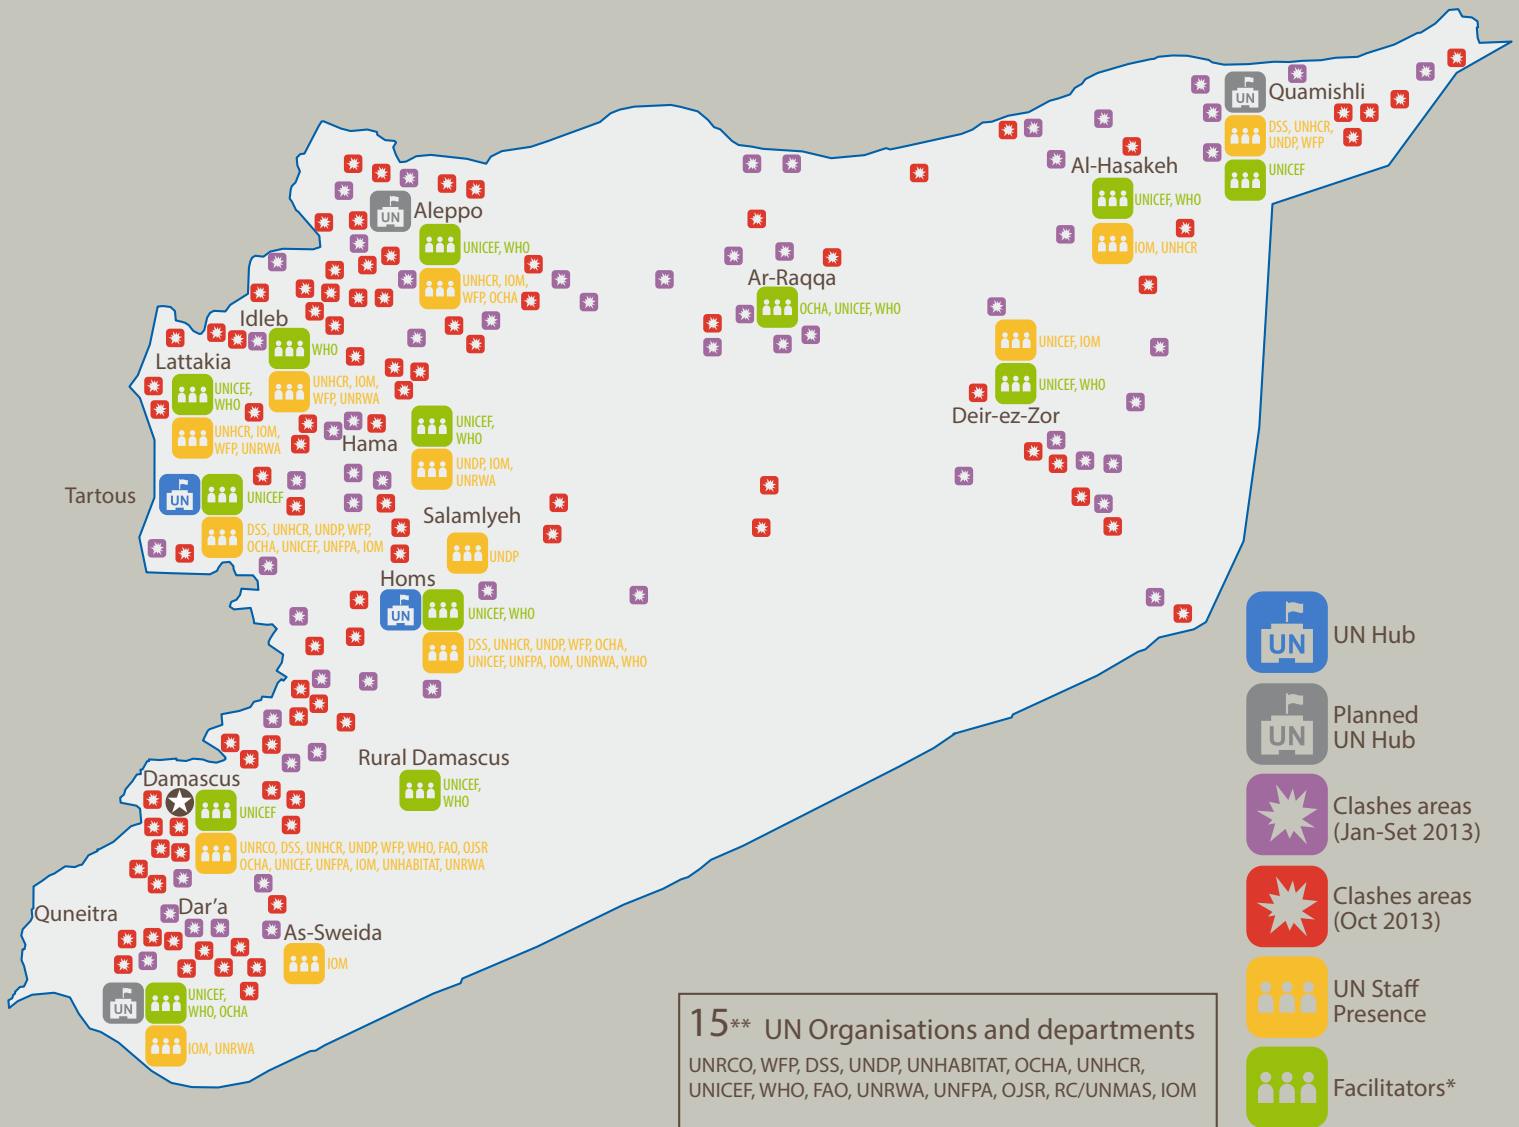 UN
Quamishli
DSS, UNHCR,
UNDP, WFP
UNICEF
Al-Hasakeh
UNICEF, WHO
IOM, UNHCR
UN
Aleppo
UNICEF, WHO
UNHCR, IOM,
WFP, OCHA
Ar-Raqqa
OCHA, UNICEF, WHO
Idleb
WHO
UNHCR, IOM,
WFP, UNRWA
Lattakia
UNICEF,
WHO
UNHCR, IOM,
WFP, UNRWA
UNICEF, IOM
UNICEF, WHO
Deir-ez-Zor
Hama
UNICEF,
WHO
UNDP, IOM,
UNRWA
Tartous
UN
UNICEF
DSS, UNHCR, UNDP, WFP,
OCHA, UNICEF, UNFPA, IOM
Salamlyeh
UNDP
Homs
UN
UNICEF, WHO
DSS, UNHCR, UNDP, WFP, OCHA,
UNICEF, UNFPA, IOM, UNRWA, WHO
Rural Damascus
UNICEF,
WHO
Damascus
UNICEF
UNRCO, DSS, UNHCR, UNDP, WFP, WHO, FAO, OJSR
OCHA, UNICEF, UNFPA, IOM, UNHABITAT, UNRWA
Quneitra
Dar'a
As-Sweida
IOM
UN
UNICEF,
WHO, OCHA
IOM, UNRWA
15** UN Organisations and departments
UNRCO, WFP, DSS, UNDP, UNHABITAT, OCHA, UNHCR,
UNICEF, WHO, FAO, UNRWA, UNFPA, OJSR, RC/UNMAS, IOM
UN
UN Hub
UN
Planned
UN Hub
Clashes areas
(Jan-Set 2013)
Clashes areas
(Oct 2013)
UN Staff
Presence
Facilitators*